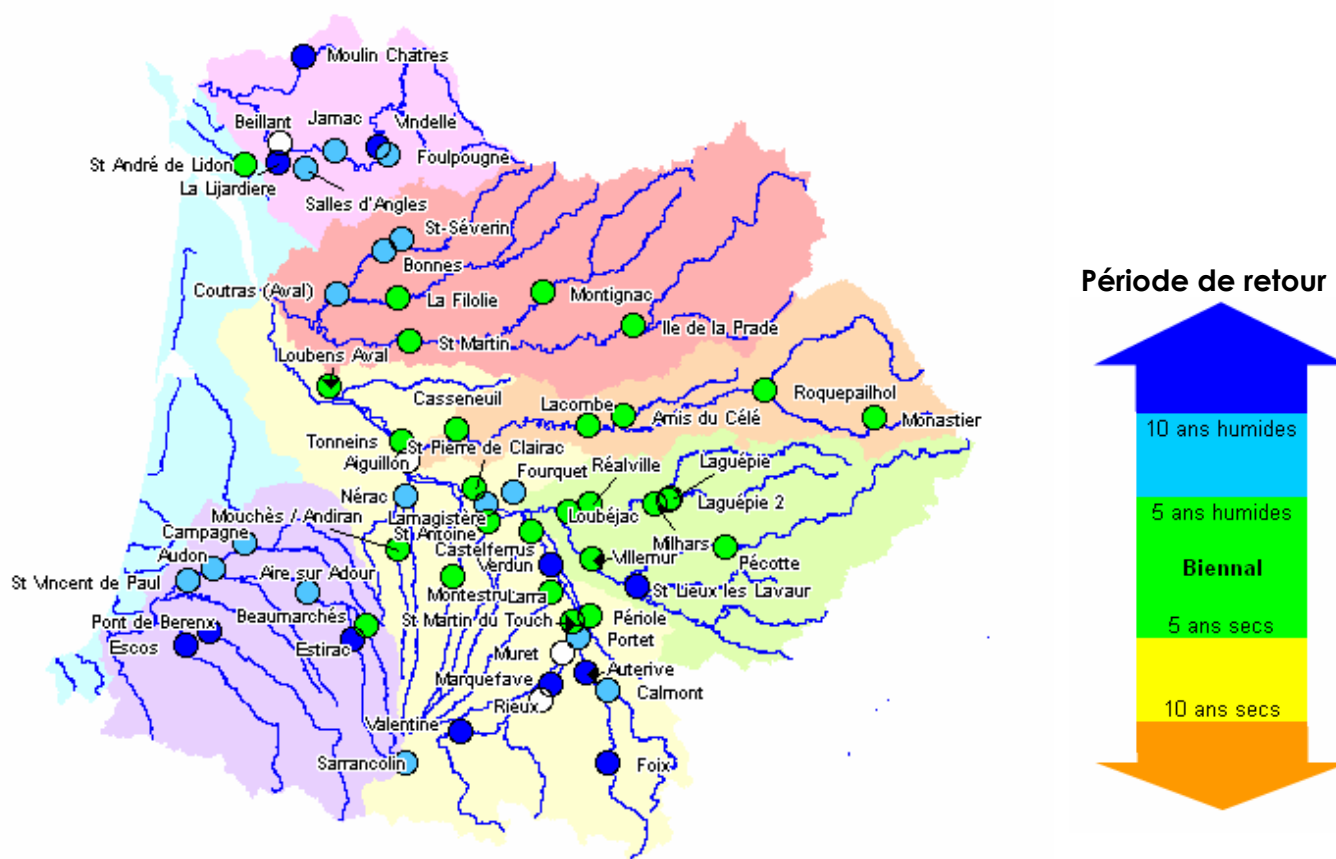 Moulin Chatres
Beillant
Jarnac
Vindelle
St André de Lidon
Foulpougne
La Lijardiere
Salles d'Angles
St-Séverin
Bonnes
Coutras (Aval)
La Filolie
Montignac
Ile de la Prade
St Martin
Loubens Aval
Casseneuil
Roquepailhol
Lacombe
Amis du Célé
Monastier
Tonneins
St Pierre de Clairac
Aiguillon
Fourquet
Réalville
Laguépie
Nérac
Lamagistère
Laguépie 2
Mouchès / Andiran
St Antoine
Loubéjac
Campagne
Milhars
Audon
Castelferrus
Villemur
Pécotte
St Vincent de Paul
Aire sur Adour
Verdun
St Lieux les Lavaur
Montestru
Larra
Pont de Berenx
Beaumarchés
St Martin du Touch
Périole
Escos
Estirac
Portet
Muret
Auterive
Marquefave
Calmont
Rieux
Valentine
Sarrancolin
Foix
Période de retour
10 ans humides
5 ans humides
Biennal
5 ans secs
10 ans secs